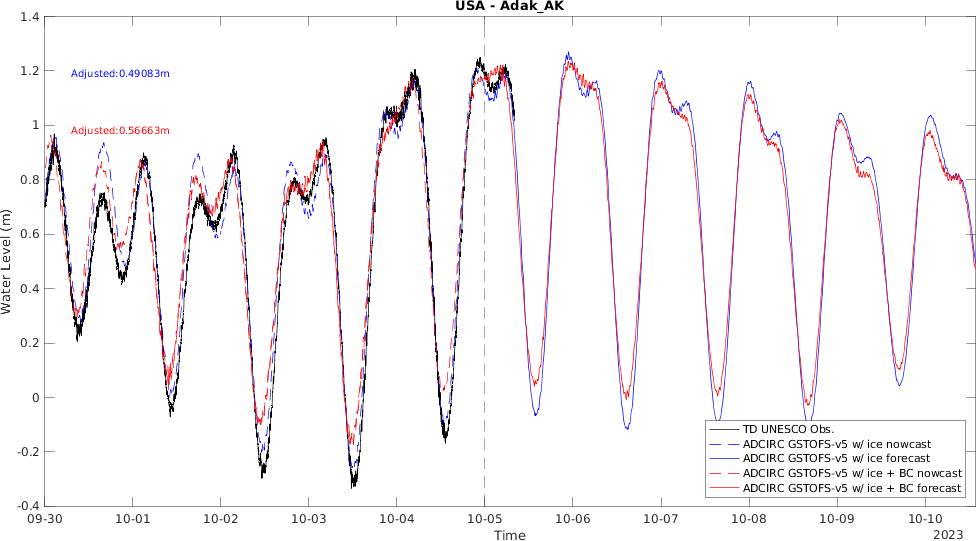 USA - Adak_AK
1.4
1.2
1
0.8
0.6
0.4
0.2
0
-0.2
-0.4
Water Level (m)
Adjusted:0.49083m
Adjusted:0.56663m
TD UNESCO Obs.
ADCIRC GSTOFS-v5 w/ ice nowcast
ADCIRC GSTOFS-v5 w/ ice forecast
ADCIRC GSTOFS-v5 w/ ice + BC nowcast
ADCIRC GSTOFS-v5 w/ ice + BC forecast
09-30 10-01 10-02 10-03 10-04 10-05 10-06 10-07 10-08 10-09 10-10
Time
2023